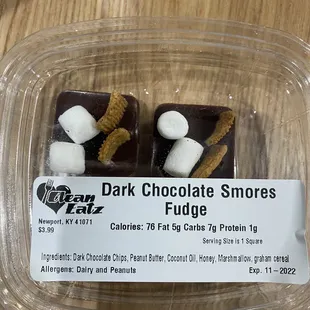 Dark Chocolate Smores
Fudge
Clean
Eatz
Newport, KY 41071
$3.99
Calories: 76 Fat 5g Carbs 7g Protein 1g
Serving Size is 1 Square
Ingredients: Dark Chocolate Chips, Peanut Butter, Coconut Oil, Honey, Marshmallow, graham cereal
Allergens: Dairy and Peanuts
Exp. 11-2022